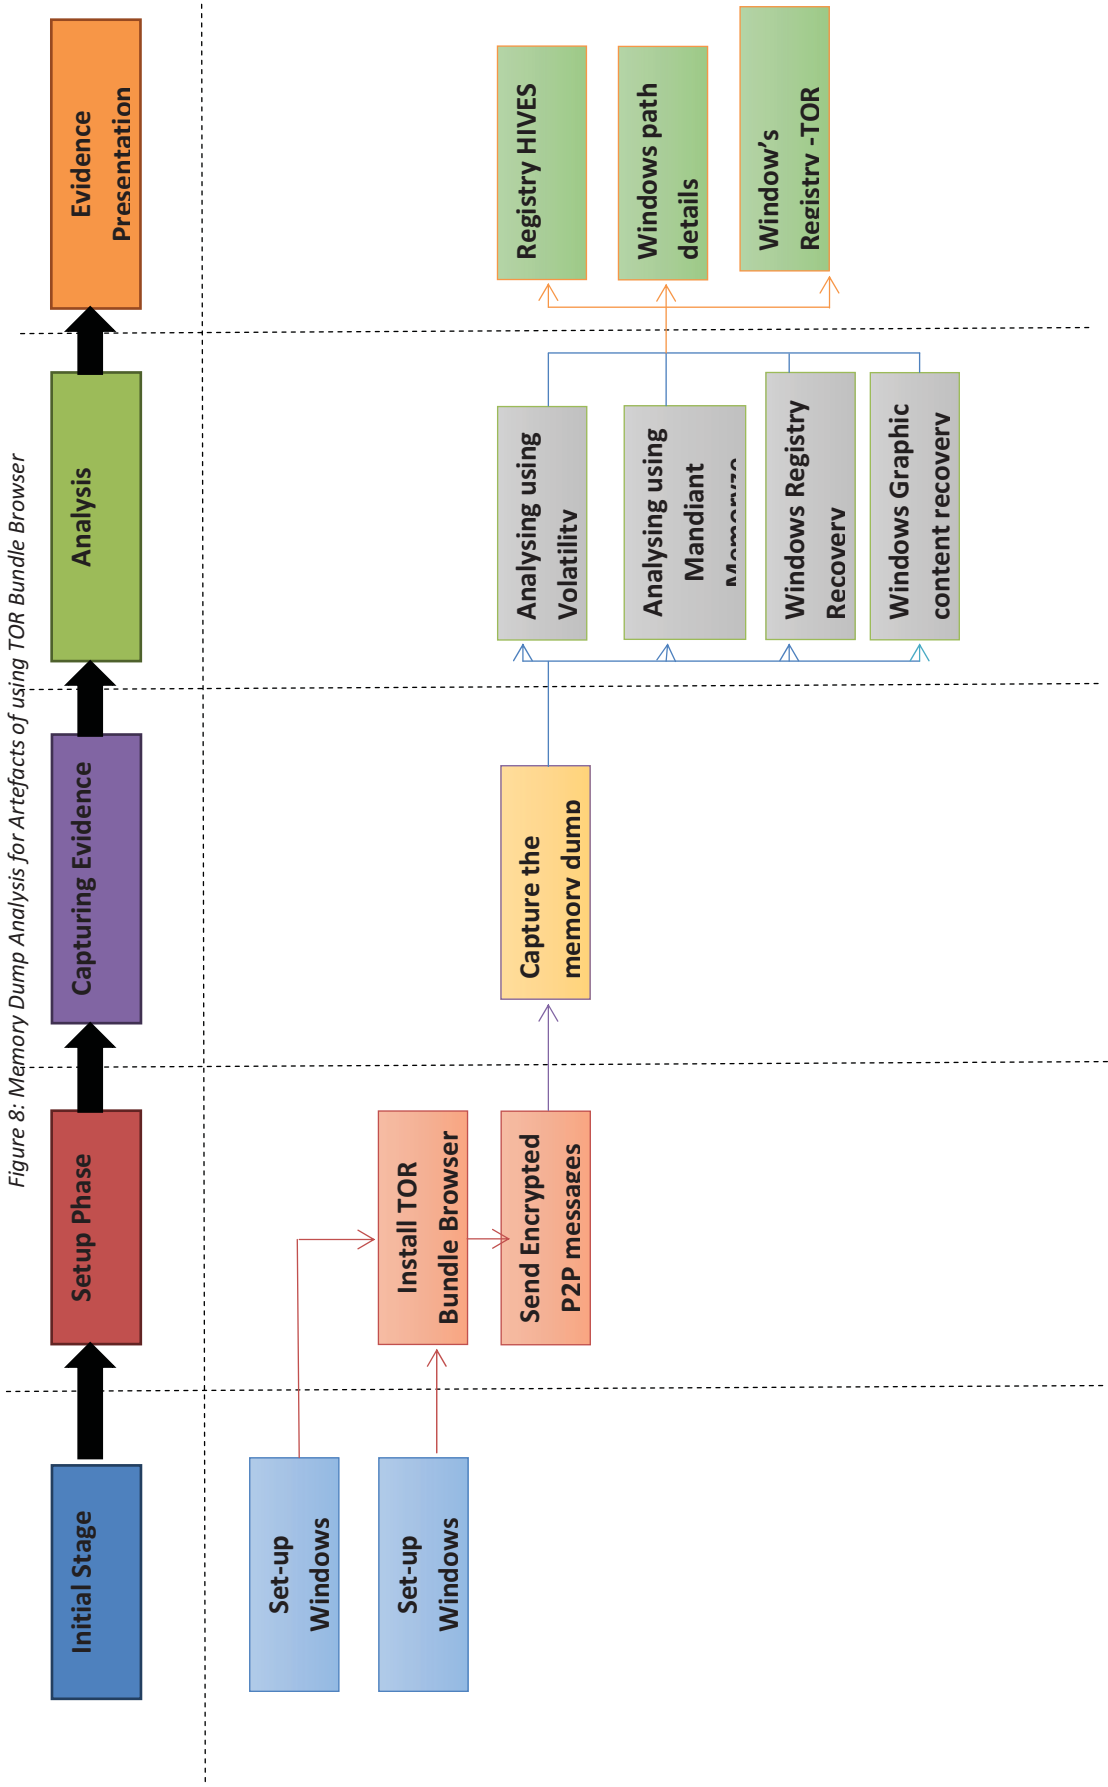 Figure 8: Memory Dump Analysis for Artefacts of using TOR Bundle Browser
Initial Stage
Setup Phase
Capturing Evidence
Analysis
Evidence
Presentation
Set-up
Windows
Set-up
Windows
Install TOR
Bundle Browser
Send Encrypted
P2P messages
Capture the
memory dump
Analysing using
Volatility
Analysing using
Mandiant
Memoryze
Windows Registry
Recovery
Windows Graphic
content recovery
Registry HIVES
Windows path
details
Window’s
Registry -TOR